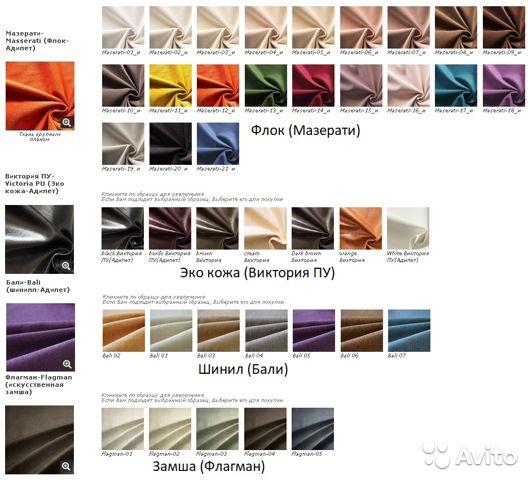 Мазерати-
Masserati (Флок-
Адилет)
Ткань крупным
планом
Maserati-01_и Maserati-02_и Maserati-03_и Maserati-04_и Maserati-05_и Maserati-06_и Maserati-07_и Maserati-08_и Maserati-09_и
Maserati-10_и Maserati-11_и Maserati-12_и Maserati-13_и Maserati-14_и Maserati-15_и Maserati-16_и Maserati-17_и Maserati-18_и
Флок (Мазерати)
Maserati-19_и Maserati-20_и Maserati-21_и
Виктория ПУ-
Victoria PU (Эко
кожа-Адилет)
Кликните по образцу для увеличения.
Если Вам подходит выбранный образец, Выберите его для покупки
black Виктория ПУ(Адилет) bordo Виктория ПУ(Адилет) brown Виктория cream Виктория Dark brown Виктория orange Виктория White Виктория ПУ(Адилет)
Эко кожа (Виктория ПУ)
Бали-Bali
(шинилл-Адилет)
Кликните по образцу для увеличения.
Если Вам подходит выбранный образец, Выберите его для покупки
Bali 02 Bali 01 Bali 03 Bali 04 Bali 05 Bali 06 Bali 07
Шинил (Бали)
Флагман-Flagman
(искусственная
замша)
Кликните по образцу для увеличения.
Если Вам подходит выбранный образец, Выберите его для покупки
Flagman-01 Flagman-02 Flagman-03 Flagman-04 Flagman-05
Замша (Флагман)
Avito